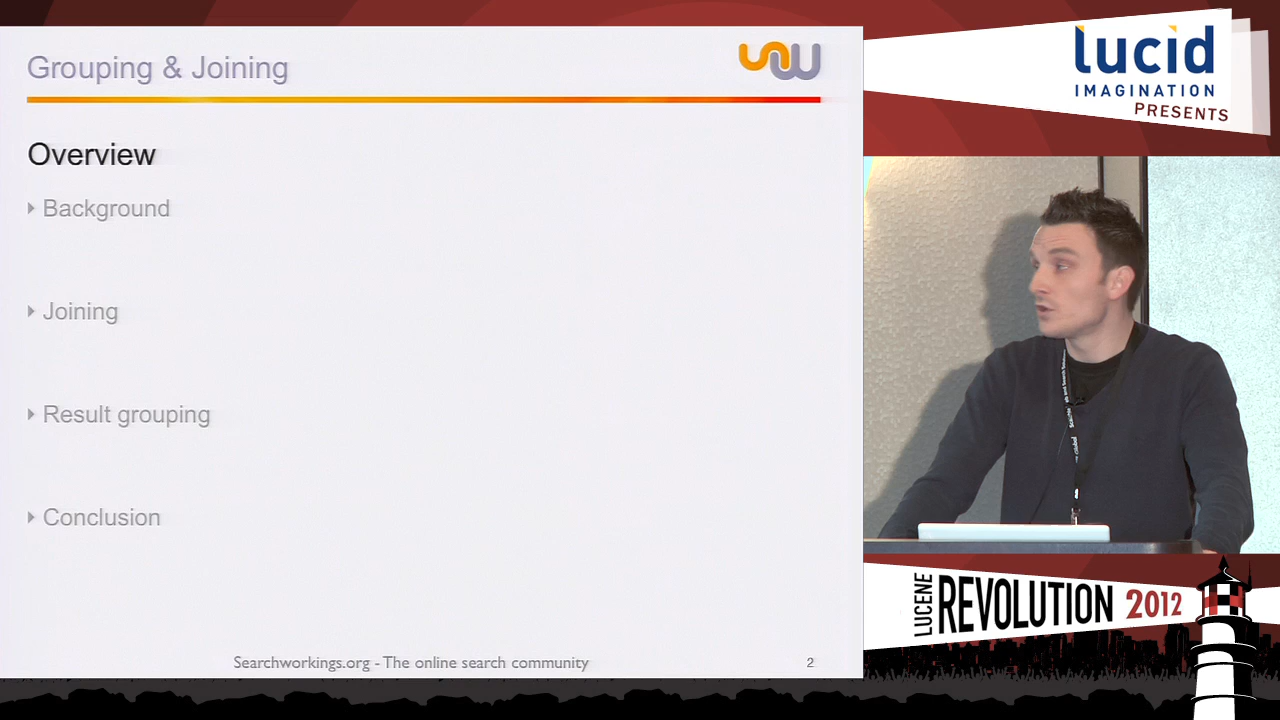 Grouping & Joining
Overview
Background
Joining
Result grouping
Conclusion
Searchworkings.org - The online search community
2
lucid
IMAGINATION
PRESENTS
LUCENE
REVOLUTION 2012